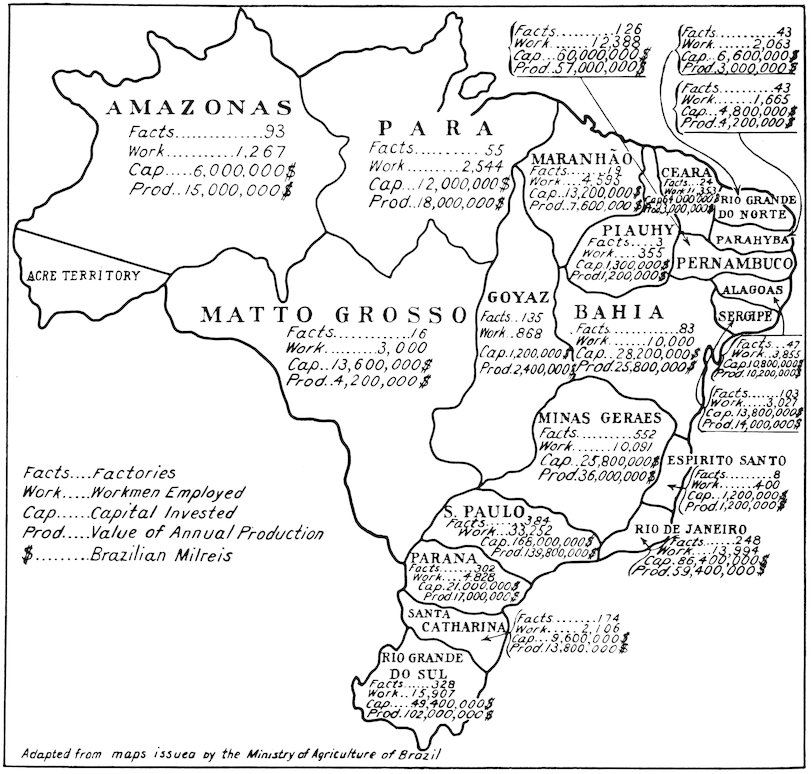 Facts..........126
Work..........12,388
Cap....60,000,000$
Prod..57,000,000$
Facts..........43
Work........2,063
Cap...6,600,000$
Prod..3,000,000$
Facts..........43
Work........1,665
Cap...4,800,000$
Prod..4,200,000$
AMAZONAS
Facts..............93
Work..........1,267
Cap.....6,000,000$
Prod..15,000,000$
PARA
Facts..........55
Work........2,544
Cap...12,000,000$
Prod..18,000,000$
MARANHÃO
Facts..........19
Work......4,593
Cap..13,200,000$
Prod..7,600,000$
CEARA
Facts....24
Work 11,353
000,000$
Prod.3,000,000$
RIO GRANDE
DO NORTE
PARAHYBA
PIAUHY
Facts.........3
Work........355
Cap.1,300,000$
Prod.1,200,000$
PERNAMBUCO
ACRE TERRITORY
ALAGOAS
SERGIPE
MATTO GROSSO
Facts............16
Work.........3,000
Cap...13,600,000$
Prod..4,200,000$
GOYAZ
Facts...135
Work..868
Cap.1,200,000$
Prod.2,400,000$
BAHIA
Facts..............83
Work........10,000
Cap...28,200,000$
Prod.25,800,000$
Facts....47
Work..3,855
Cap.10,800,000$
Prod.10,200,000$
Facts.......103
Work.....3,027
Cap..13,800,000$
Prod..14,000,000$
MINAS GERAES
Facts..........552
Work........10,091
Cap...25,800,000$
Prod.36,000,000$
ESPIRITO SANTO
Facts..........8
Work......400
Cap..1,200,000$
Prod..1,200,000$
Facts....Factories
Work.....Workmen Employed
Cap......Capital Invested
Prod.....Value of Annual Production
$.........Brazilian Milreis
S. PAULO
Facts........384
Work....33,252
Cap.168,000,000$
Prod.139,800,000$
RIO DE JANEIRO
Facts.......248
Work....13,994
Cap..86,400,000$
Prod.59,400,000$
PARANA
Facts......302
Work....4,828
Cap.21,000,000$
Prod.17,000,000$
SANTA
CATHARINA
Facts........174
Work.......2,106
Cap...9,600,000$
Prod.13,800,000$
RIO GRANDE
DO SUL
Facts......328
Work..15,907
Cap....49,400,000$
Prod.102,000,000$
Adapted from maps issued by the Ministry of Agriculture of Brazil